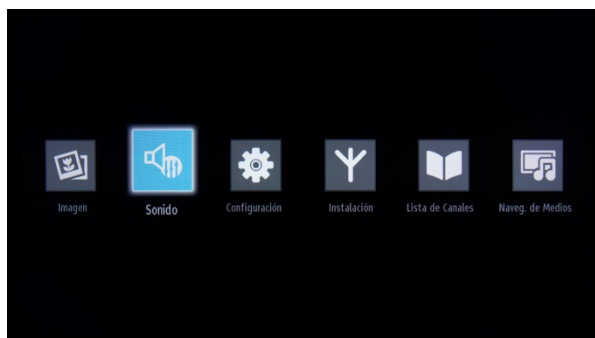 Imagen
Sonido
Configuración
Instalación
Lista de Canales
Naveg. de Medios